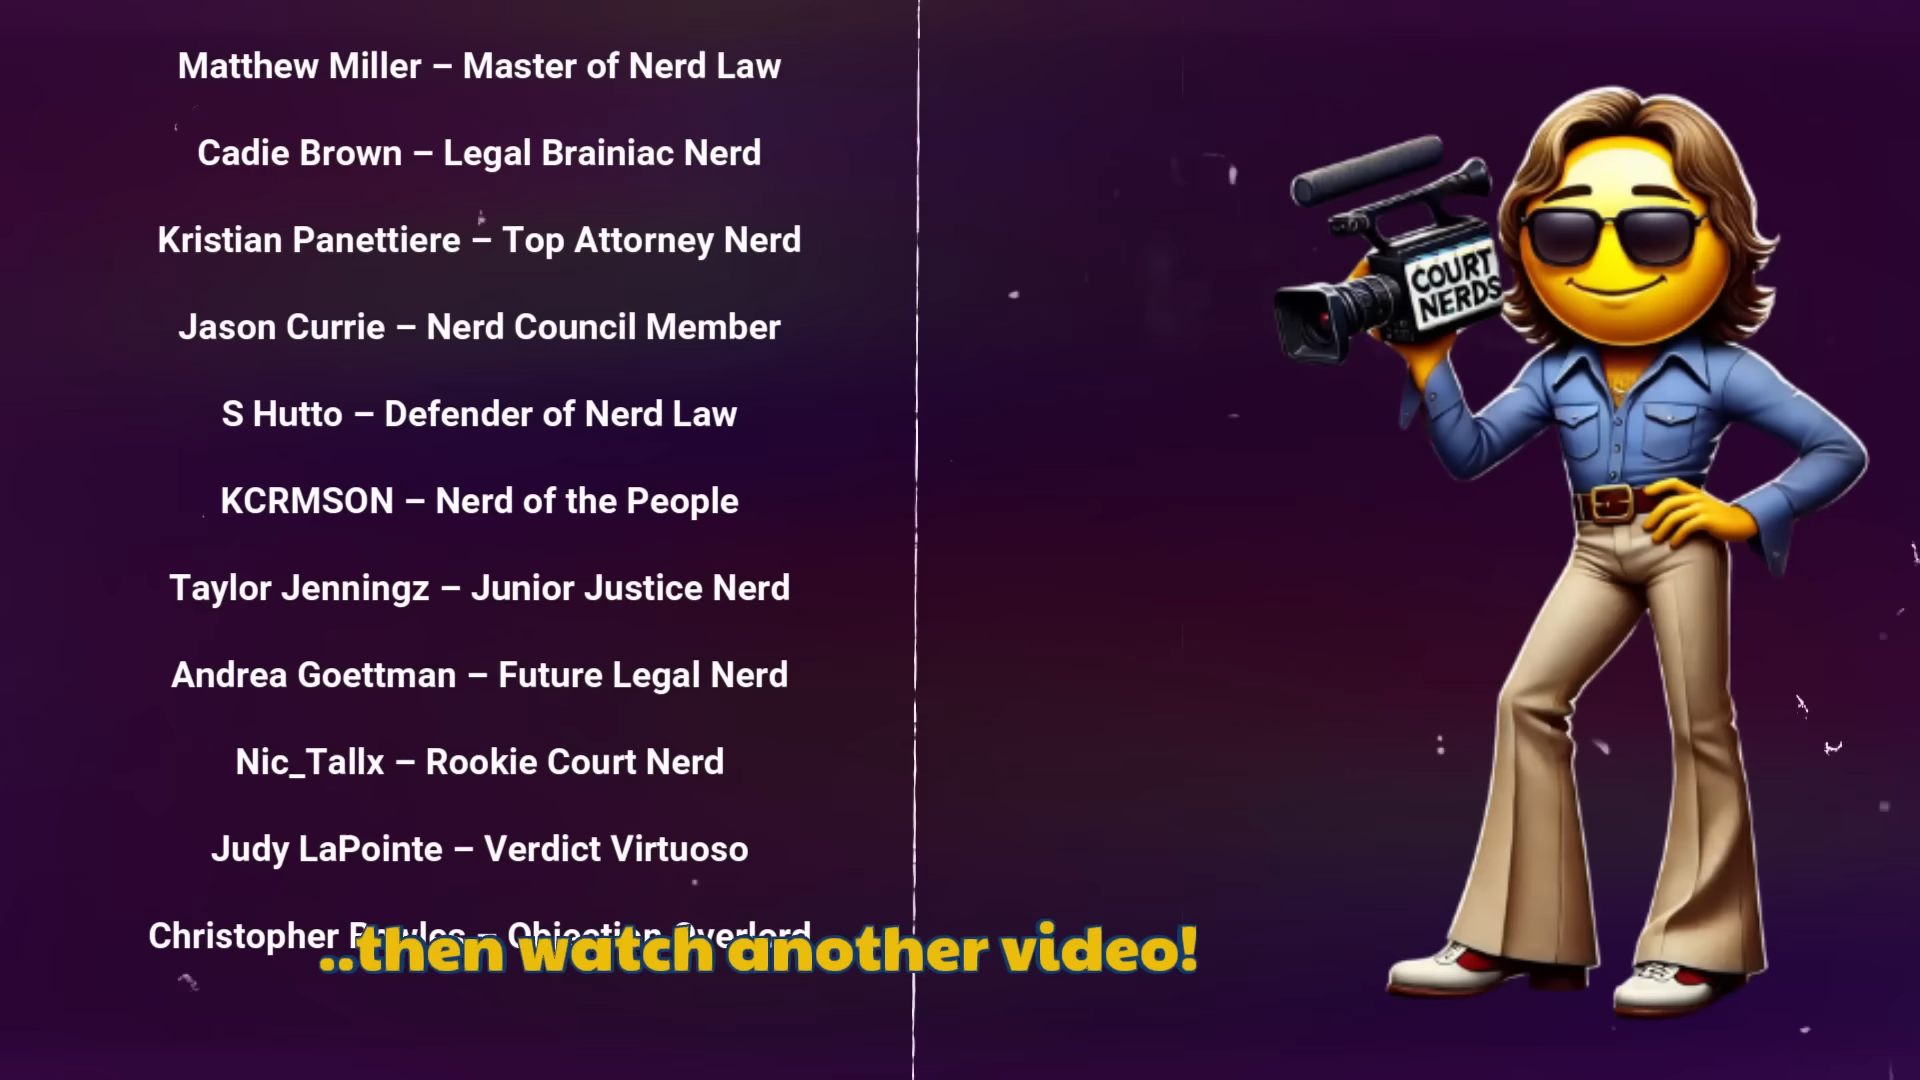 Matthew Miller – Master of Nerd Law
Cadie Brown – Legal Brainiac Nerd
Kristian Panettiere – Top Attorney Nerd
COURT
NERDS
Jason Currie – Nerd Council Member
S Hutto – Defender of Nerd Law
KCRMSON – Nerd of the People
Taylor Jenningz – Junior Justice Nerd
Andrea Goettman – Future Legal Nerd
Nic_Tallx – Rookie Court Nerd
Judy LaPointe – Verdict Virtuoso
Christopher – Objection Overlord
..then watch another video!